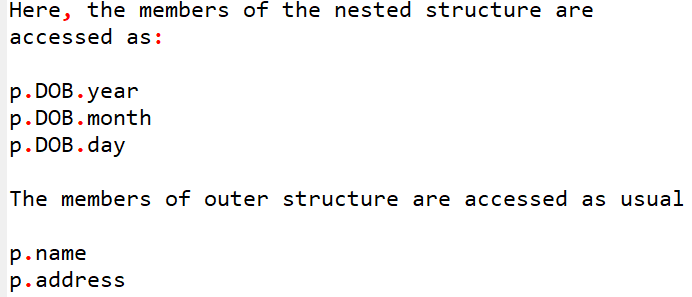 Here, the members of the nested structure are
accessed as:
p.DOB.year
p.DOB.month
p.DOB.day
The members of outer structure are accessed as usual
p.name
p.address